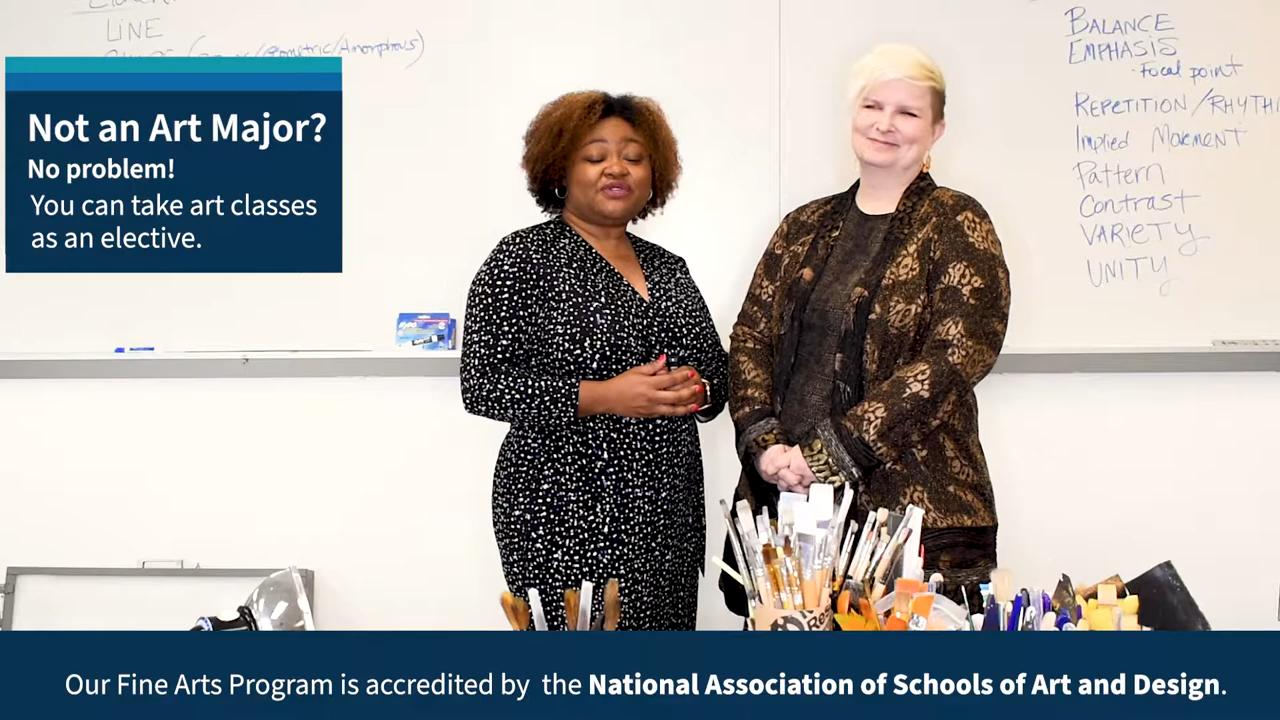 LINE
(Geometric/Amorphous)
Not an Art Major?
No problem!
You can take art classes
as an elective.
BALANCE
EMPHASIS
· Focal point
REPETITION/RHYTH
Implied Movement
Pattern
Contrast
VARIETY
UNITY
Our Fine Arts Program is accredited by the National Association of Schools of Art and Design.